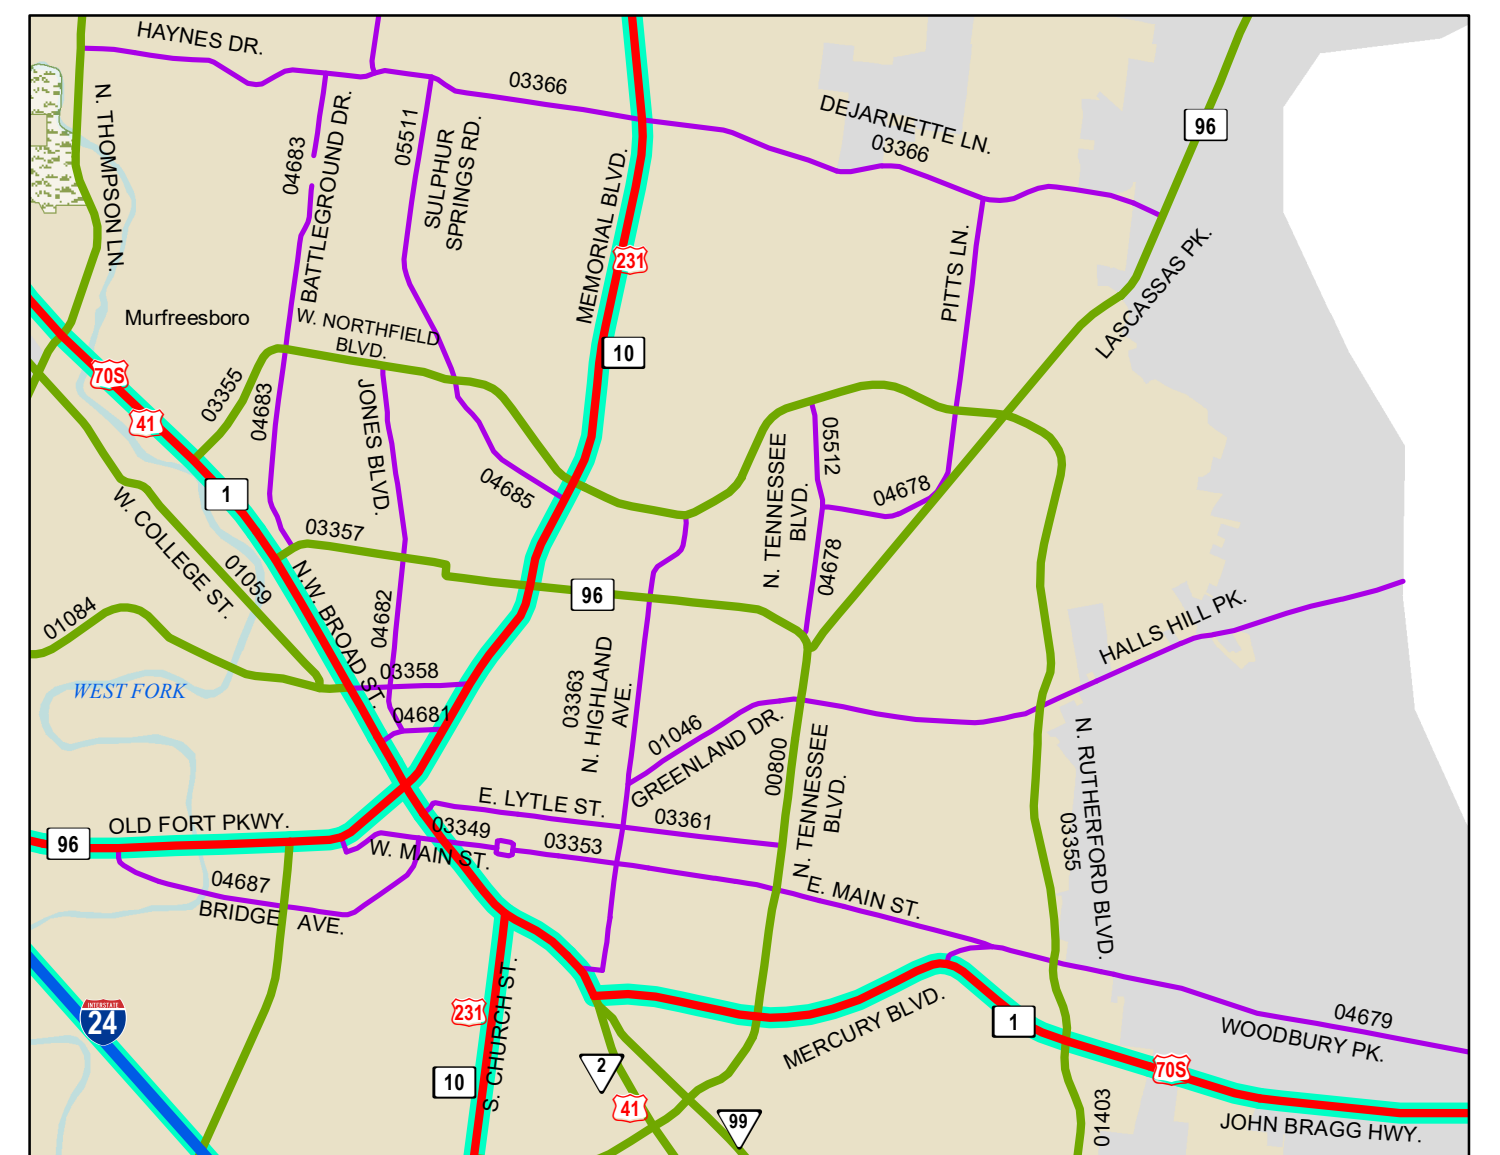 HAYNES DR.
03366
DEJARNETTE LN.
03366
96
N. THOMPSON LN.
04683
BATTLEGROUND DR.
05511
SULPHUR
SPRINGS RD.
MEMORIAL BLVD.
231
10
PITTS LN.
LASCASSAS PK.
Murfreesboro
W. NORTHFIELD
BLVD.
70S
41
1
03355
04683
JONES BLVD.
04685
N. TENNESSEE
BLVD.
05512
04678
04678
W. COLLEGE ST.
01059
03357
96
N.W. BROAD ST.
04682
01084
WEST FORK
03358
04681
03363
N. HIGHLAND
AVE.
01046
GREENLAND DR.
00800
N. TENNESSEE
BLVD.
HALLS HILL PK.
N. RUTHERFORD BLVD.
03355
OLD FORT PKWY.
96
E. LYTLE ST.
03361
03349
W. MAIN ST.
03353
E. MAIN ST.
04687
BRIDGE AVE.
INTERSTATE
24
231
10
S. CHURCH ST.
2
41
99
MERCURY BLVD.
1
70S
04679
WOODBURY PK.
01403
JOHN BRAGG HWY.